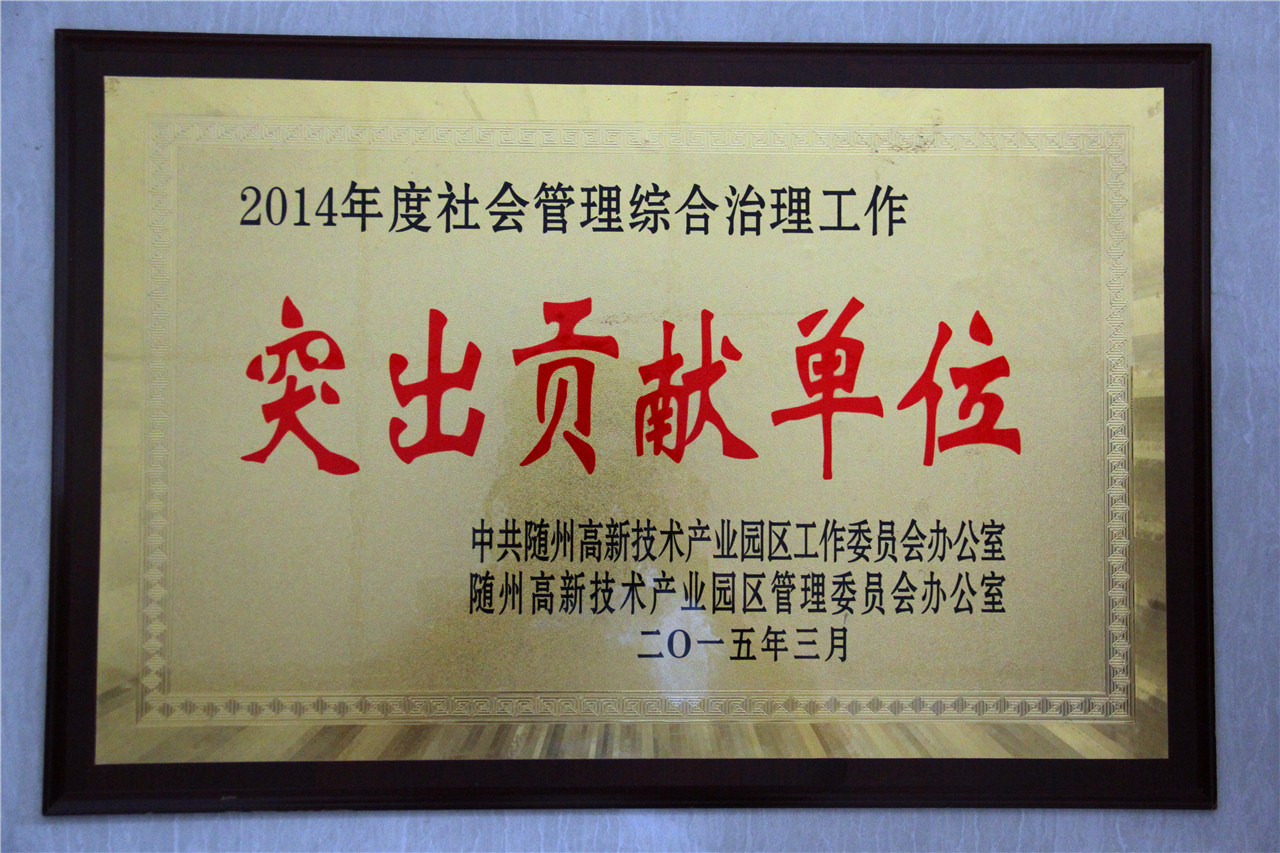 2014年度社会管理综合治理工作
突出贡献单位
中共随州高新技术产业园区工作委员会办公室
随州高新技术产业园区管理委员会办公室
二〇一五年三月